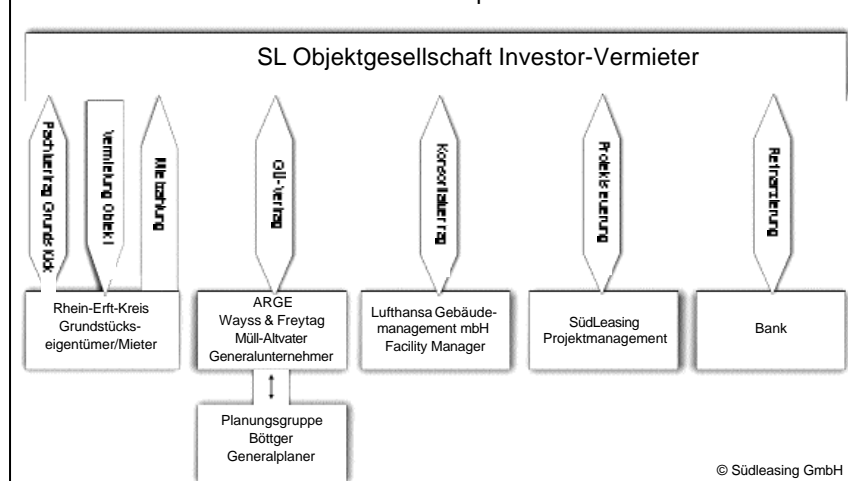 SL Objektgesellschaft Investor-Vermieter
Pachtvertrag Grundstück
Vermietung Objekt
Mietzahlung
GU-Vertrag
Konsortialvertrag
Projektsteuerung
Refinanzierung
Rhein-Erft-Kreis
Grundstücks-
eigentümer/Mieter
ARGE
Wayss & Freytag
Müll-Altvater
Generalunternehmer
Lufthansa Gebäude-
management mbH
Facility Manager
SüdLeasing
Projektmanagement
Bank
Planungsgruppe
Böttger
Generalplaner
© Südleasing GmbH